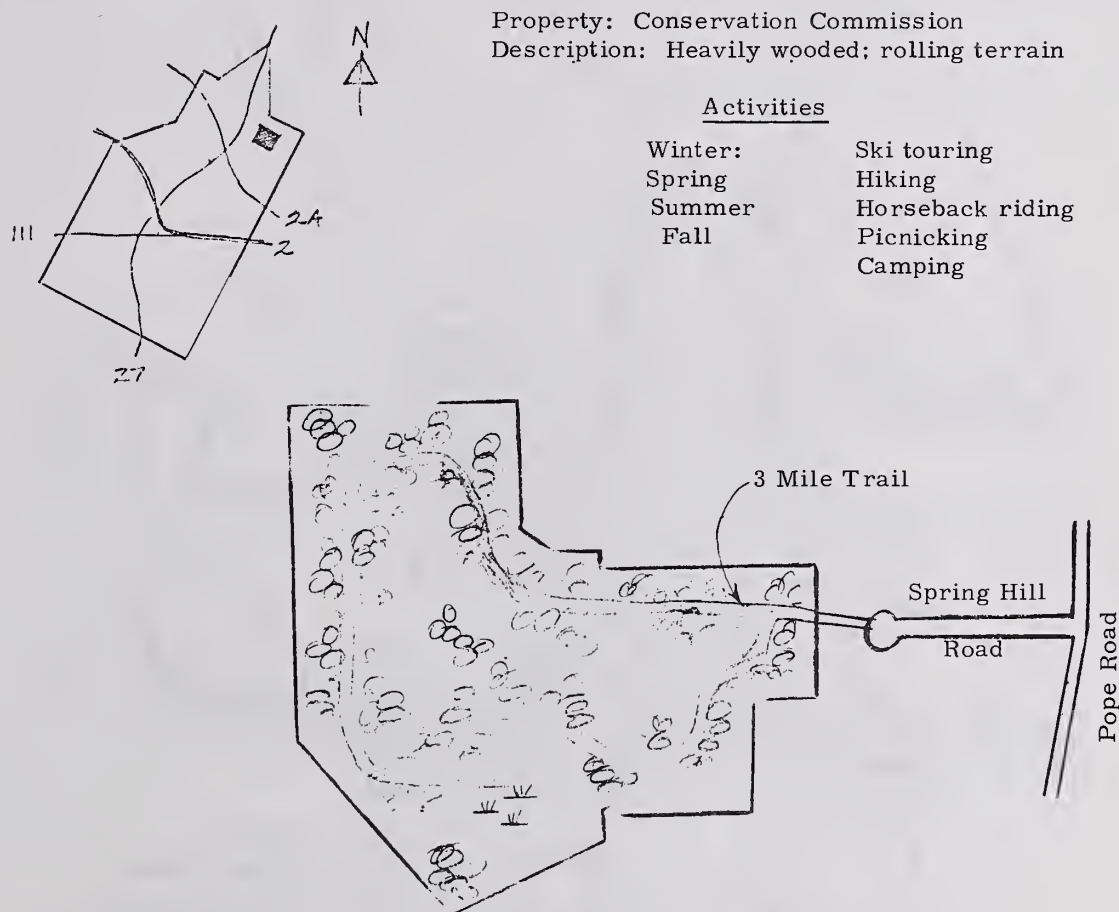 Property: Conservation Commission
Description: Heavily wooded; rolling terrain
N
Activities
Winter: Ski touring
Spring Hiking
Summer Horseback riding
Fall Picnicking
Camping
2A
111
2
27
3 Mile Trail
Spring Hill
Road
Pope Road